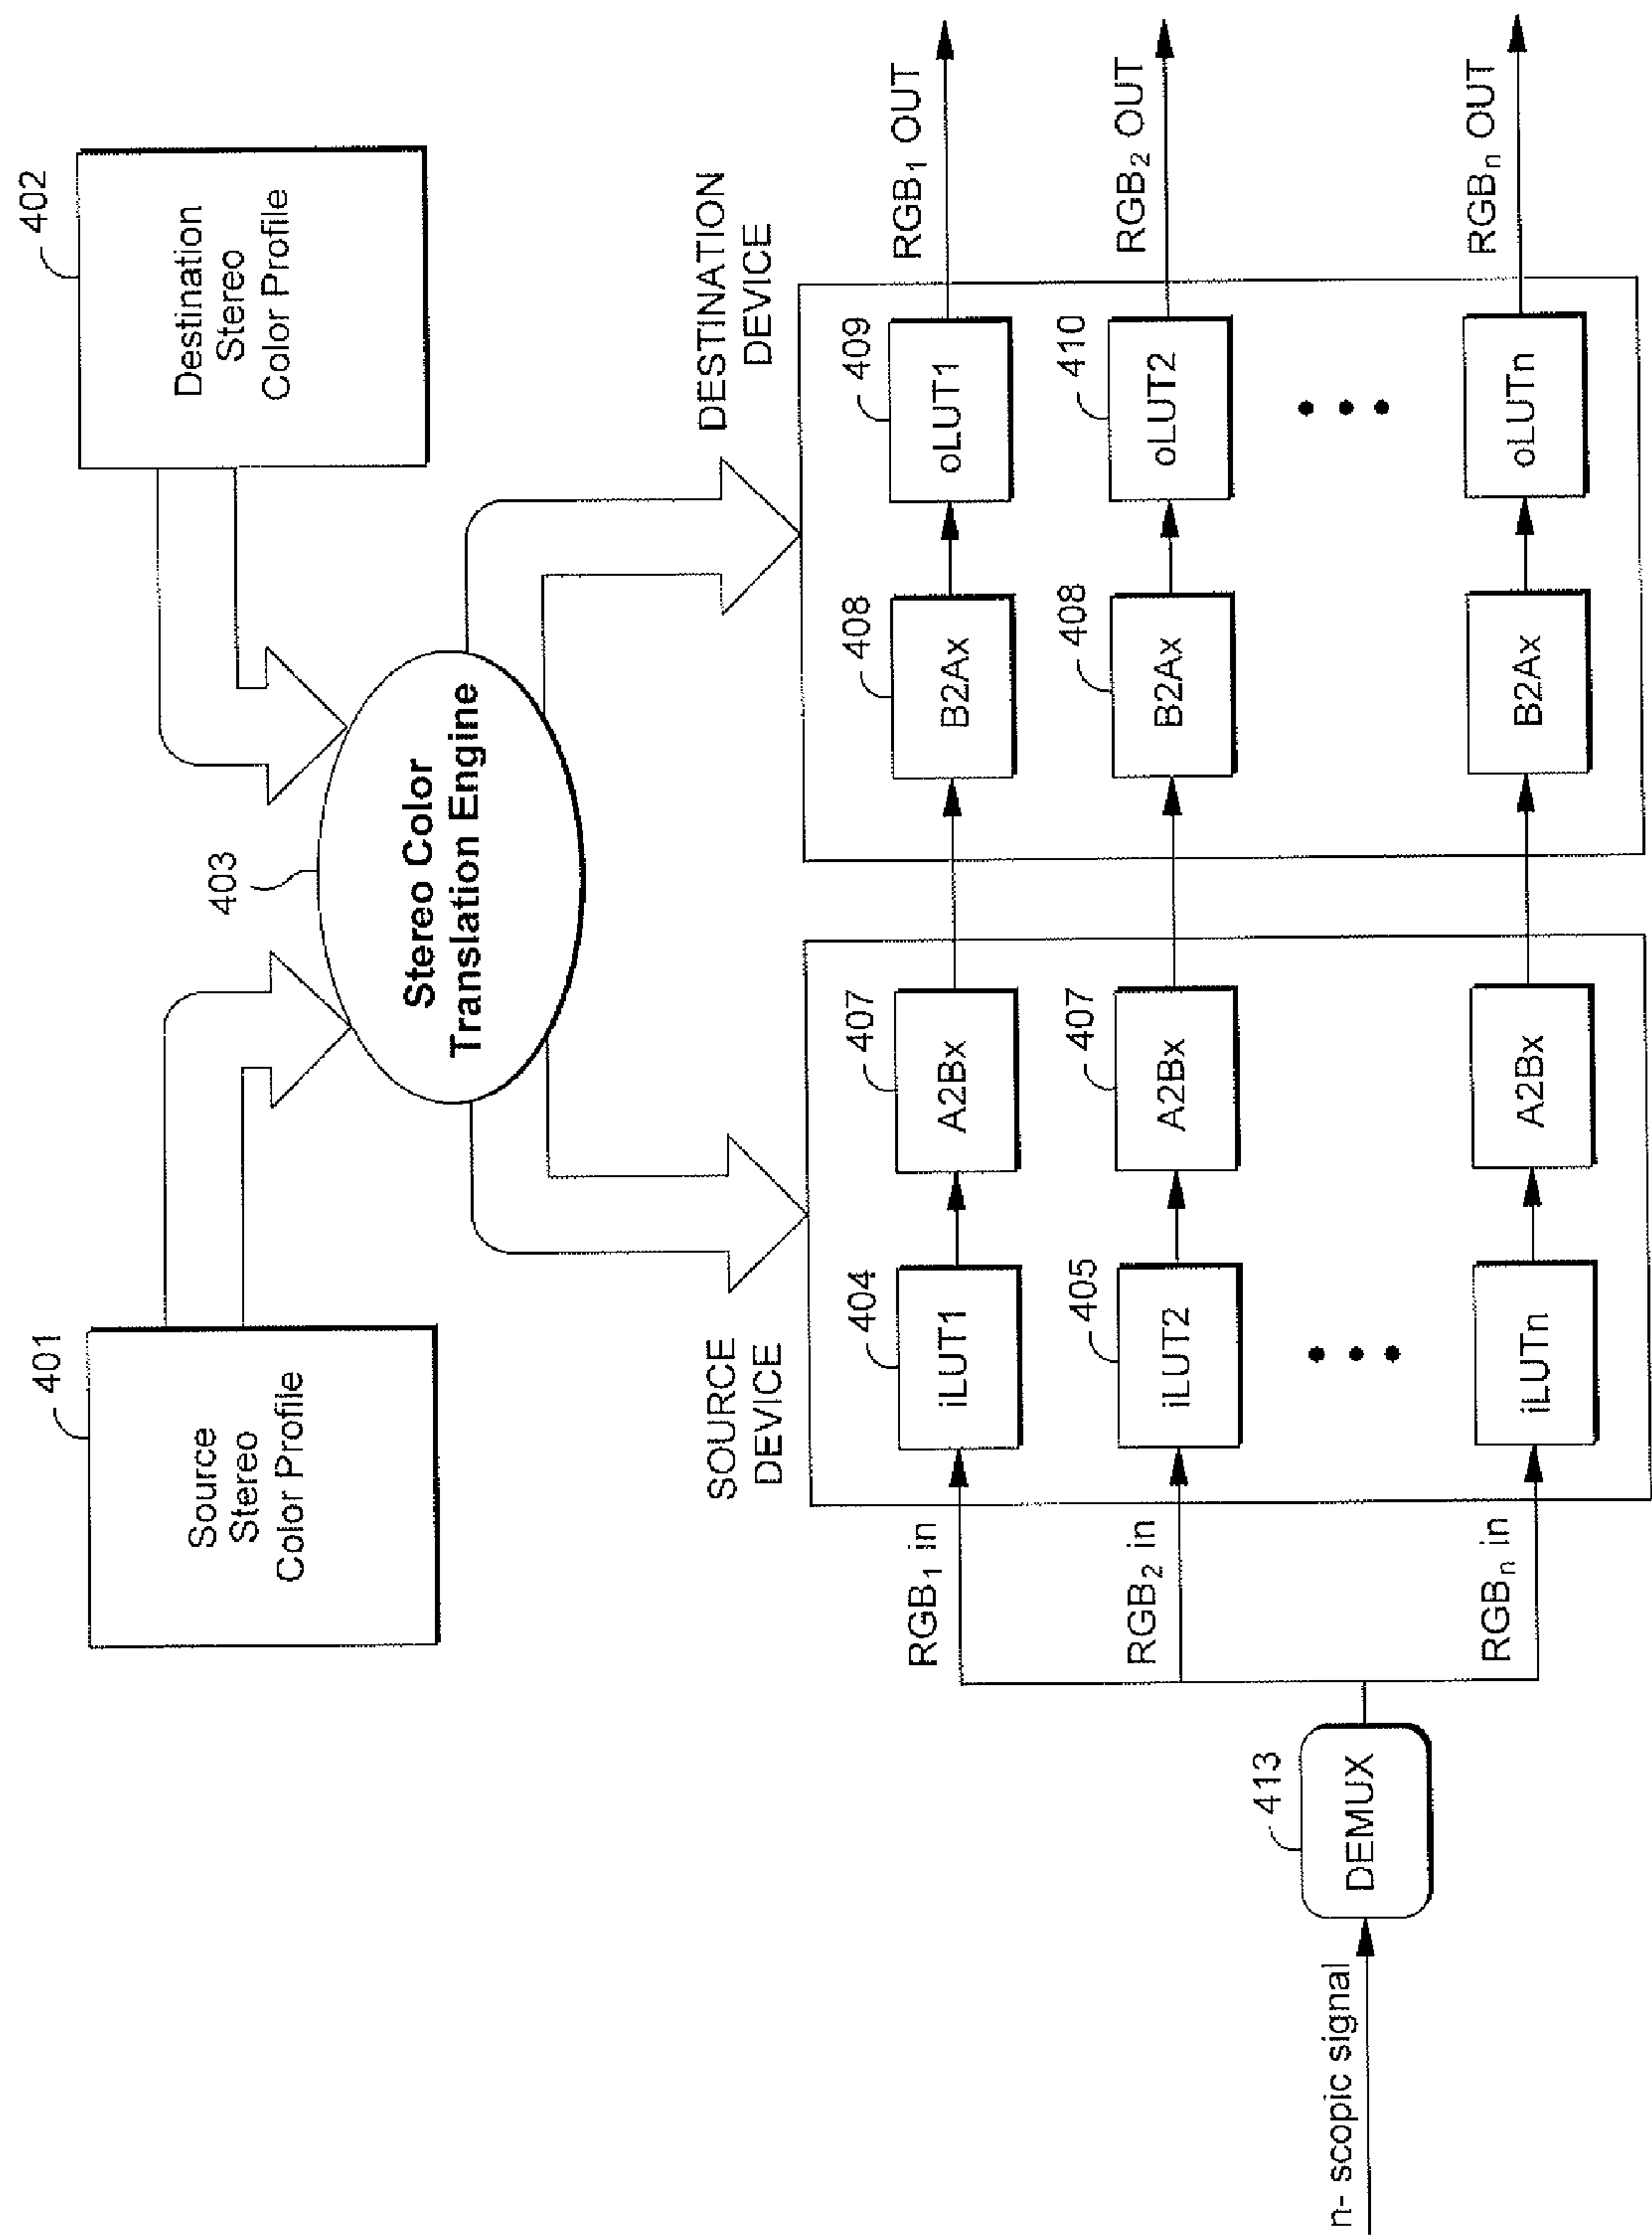 401
Source
Stereo
Color Profile
402
Destination
Stereo
Color Profile
403
Stereo Color
Translation Engine
SOURCE
DEVICE
DESTINATION
DEVICE
RGB1 in
404
iLUT1
407
A2Bx
408
B2Ax
409
oLUT1
RGB1 OUT
RGB2 in
405
iLUT2
407
A2Bx
408
B2Ax
410
oLUT2
RGB2 OUT
RGBn in
iLUTn
A2Bx
B2Ax
oLUTn
RGBn OUT
n- scopic signal
413
DEMUX